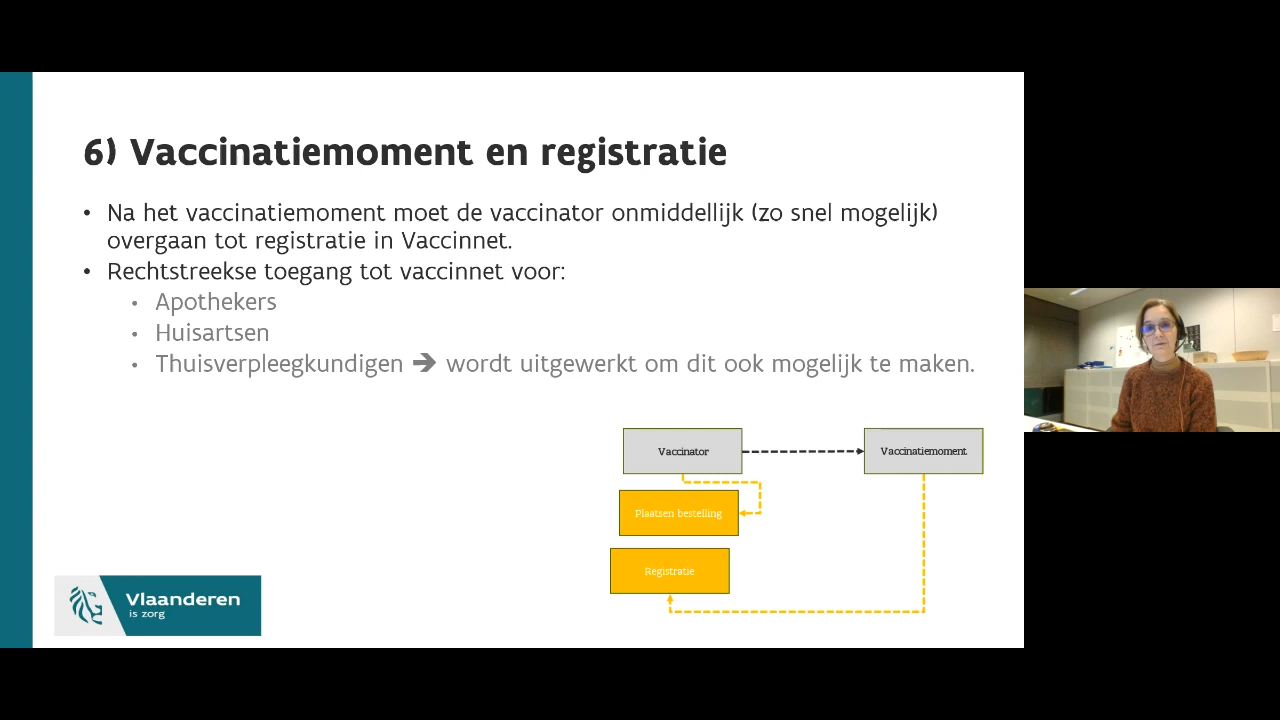 6) Vaccinatiemoment en registratie
• Na het vaccinatiemoment moet de vaccinator onmiddellijk (zo snel mogelijk)
overgaan tot registratie in Vaccinnet.
• Rechtstreekse toegang tot vaccinnet voor:
• Apothekers
• Huisartsen
• Thuisverpleegkundigen ➔ wordt uitgewerkt om dit ook mogelijk te maken.
Vaccinator
Vaccinatiemoment
Plaatsen bestelling
Registratie
Vlaanderen
is zorg